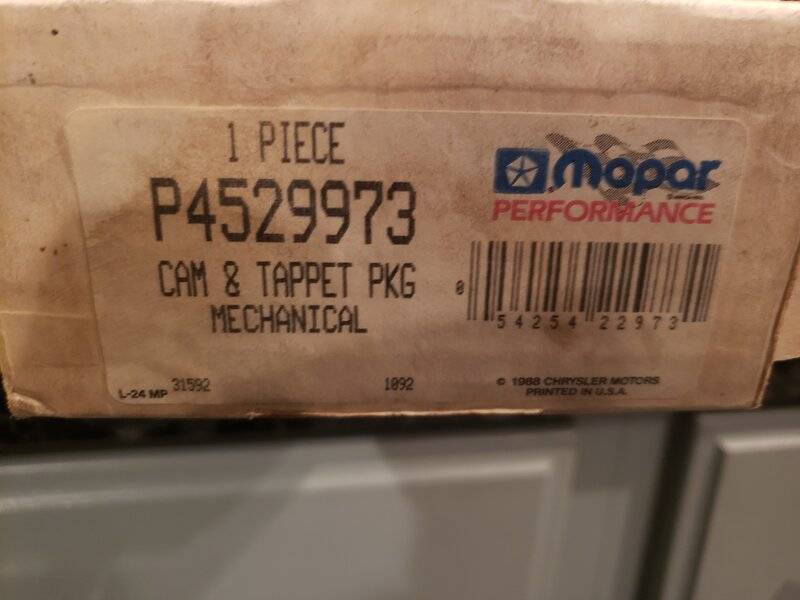 1 PIECE
P4529973
CAM & TAPPET PKG
MECHANICAL
Mopar
PERFORMANCE
0 54254 22973
L-24 MP 31592
1092
© 1988 CHRYSLER MOTORS
PRINTED IN U.S.A.